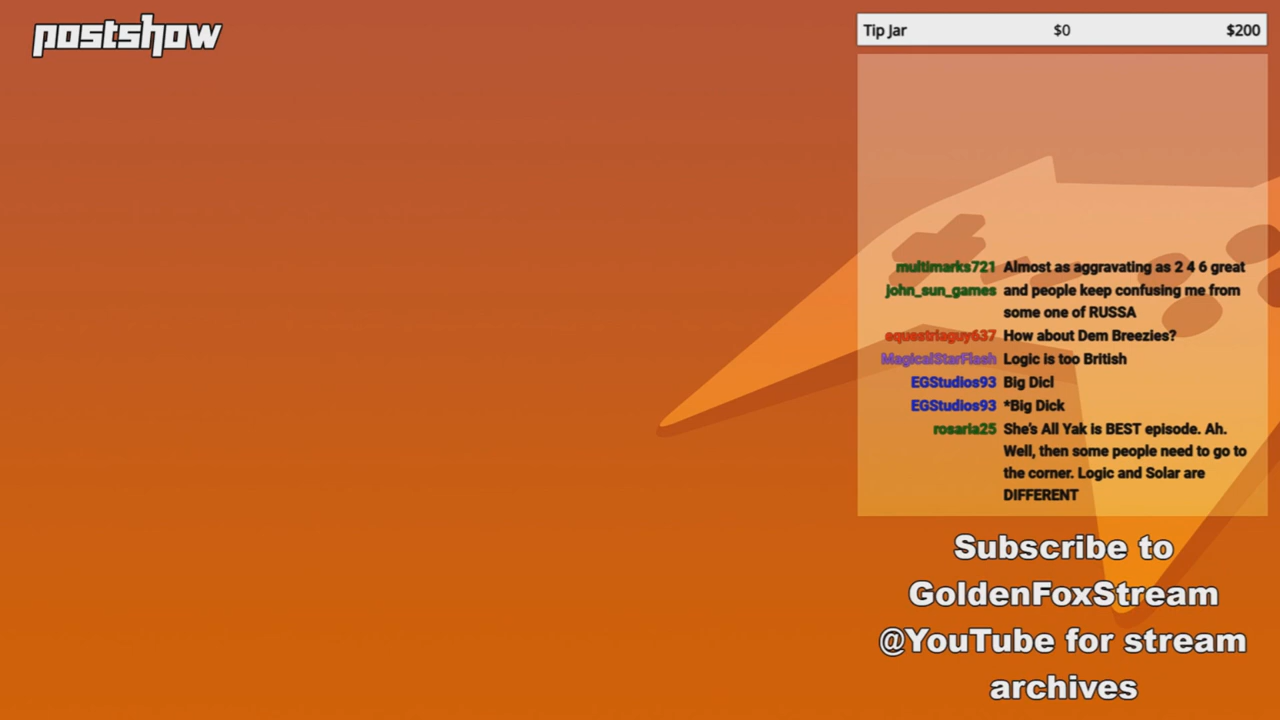 postshow
Tip Jar $0 $200
multimarks721 Almost as aggravating as 2 4 6 great
john_sun_games and people keep confusing me from
some one of RUSSA
equestriaguy637 How about Dem Breezies?
MagicalStarFlash Logic is too British
EGStudios93 Big Dicl
EGStudios93 *Big Dick
rosaria25 She's All Yak is BEST episode. Ah.
Well, then some people need to go to
the corner. Logic and Solar are
DIFFERENT
Subscribe to
GoldenFoxStream
@YouTube for stream
archives